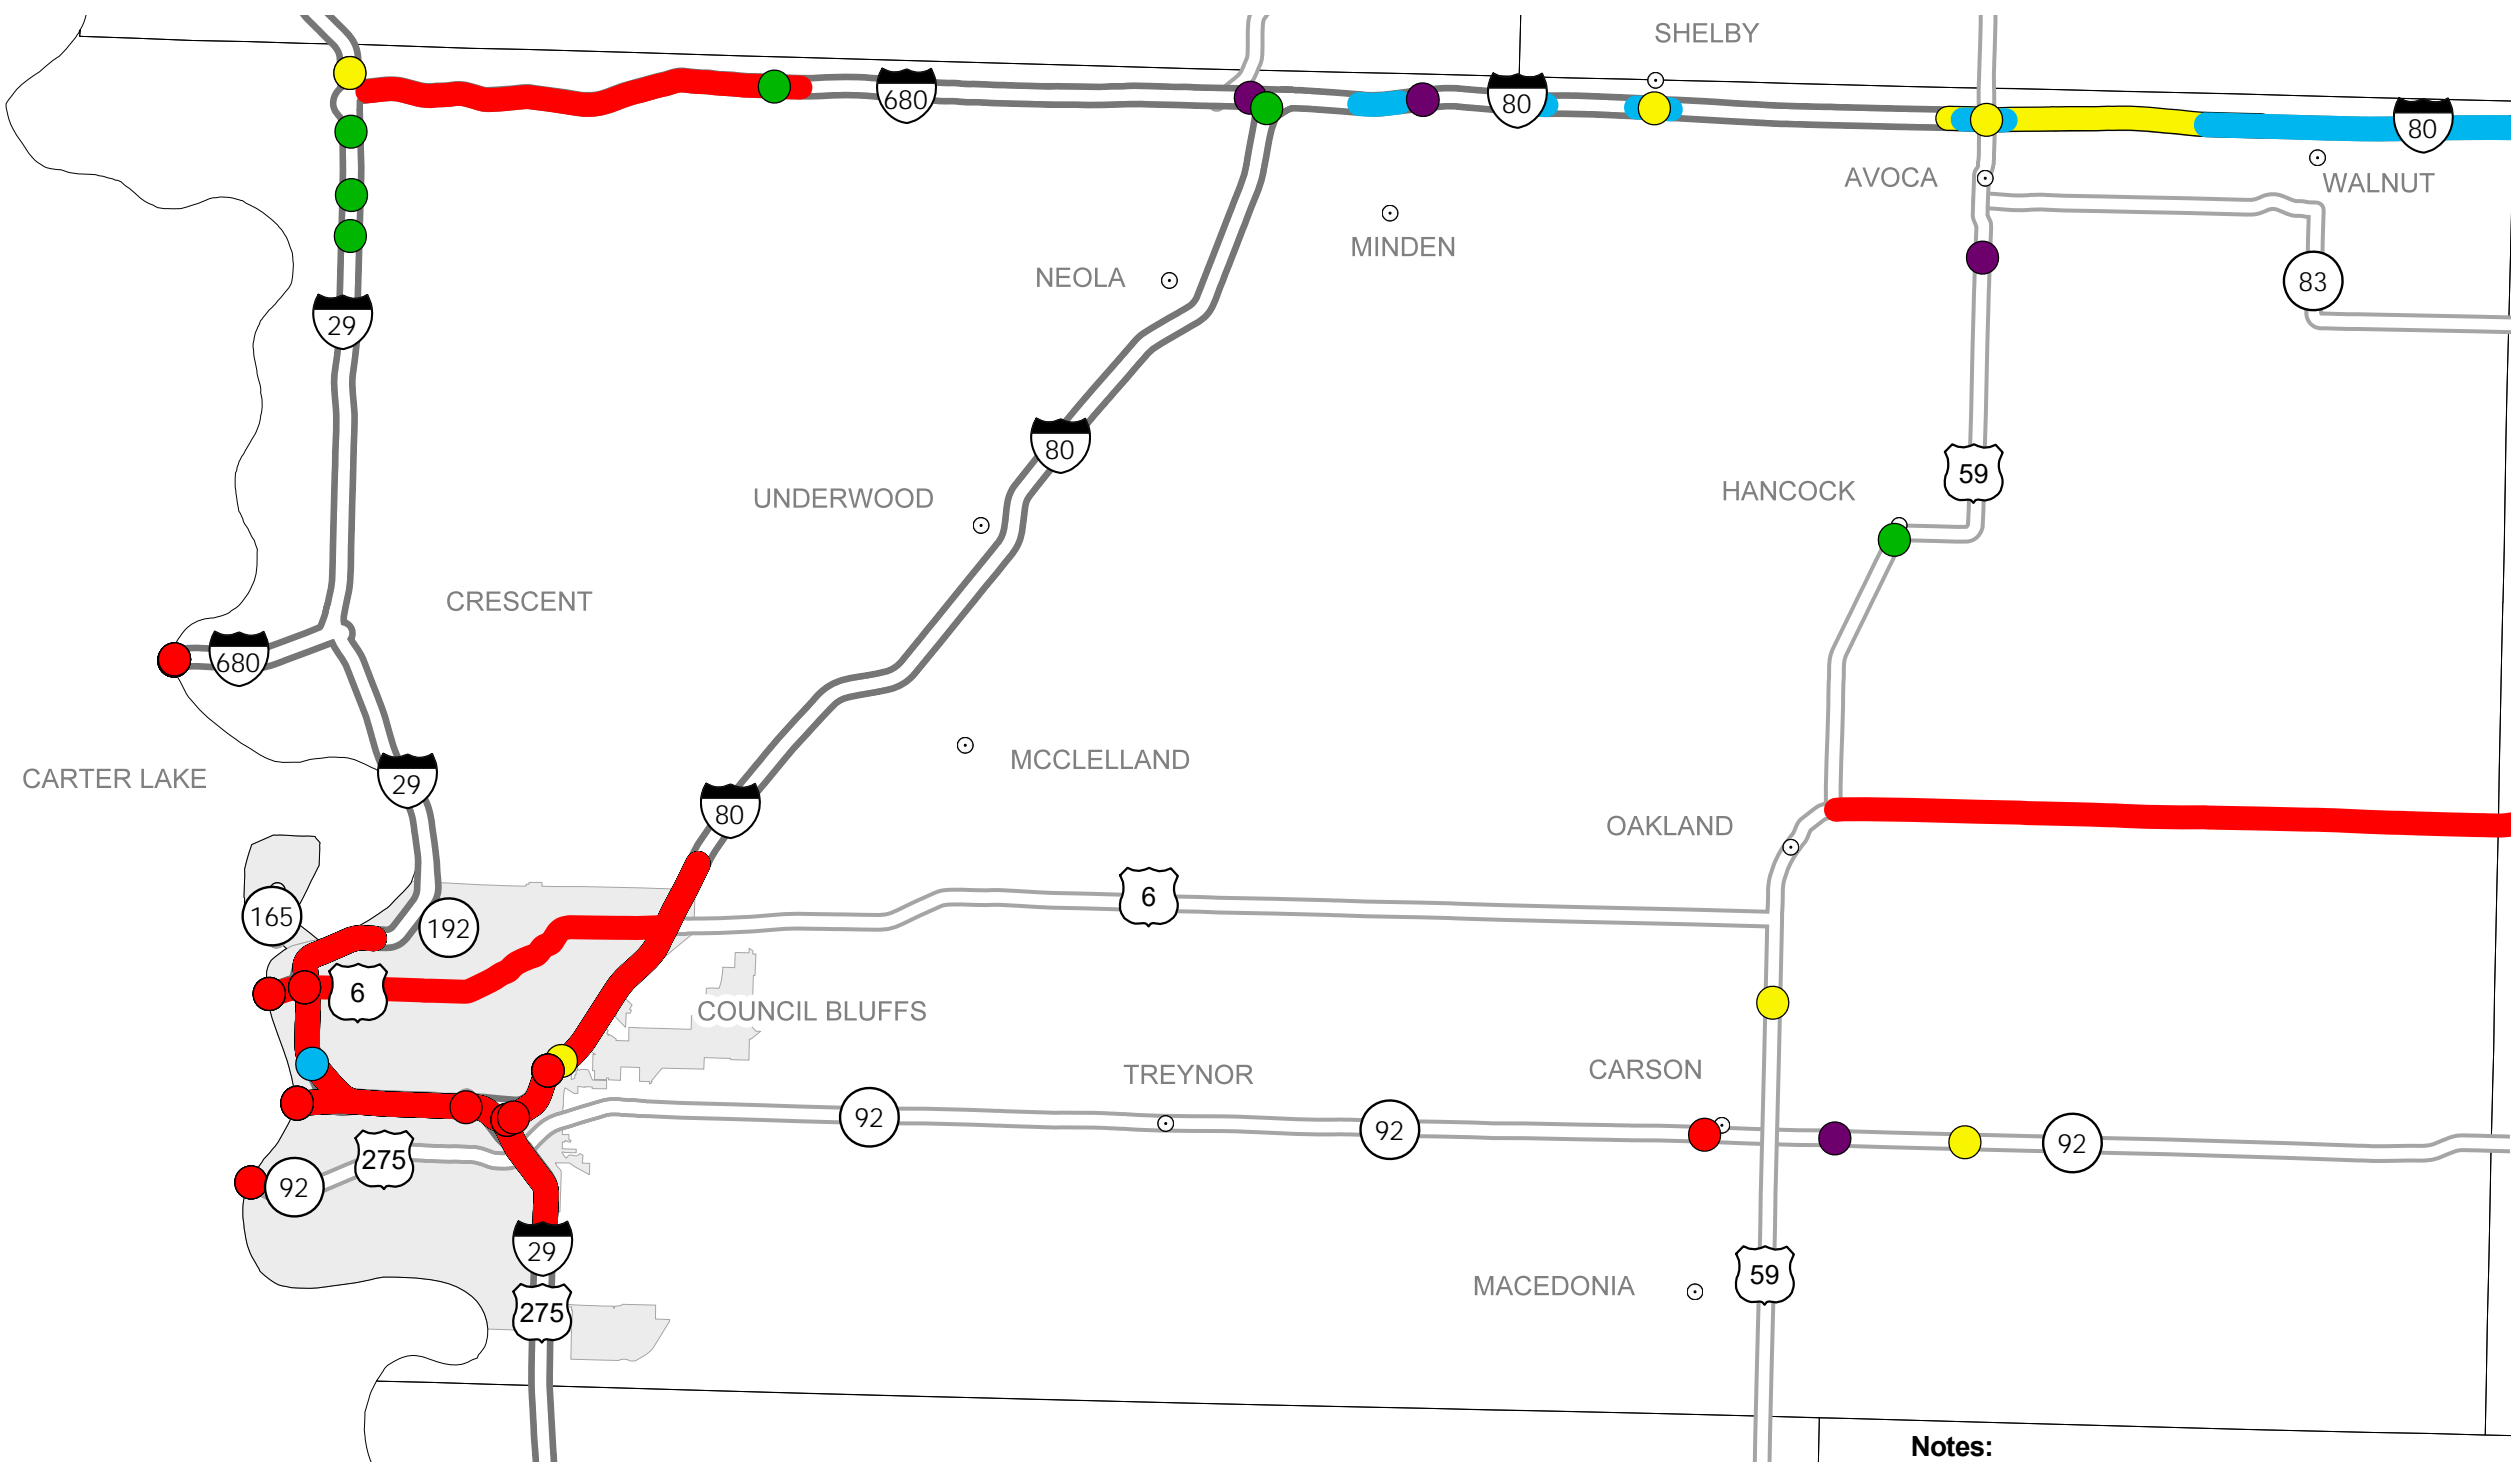 SHELBY
680
80
80
AVOCA
WALNUT
MINDEN
NEOLA
83
29
80
59
HANCOCK
UNDERWOOD
CRESCENT
680
MCCLELLAND
CARTER LAKE
29
80
OAKLAND
6
165
192
6
COUNCIL BLUFFS
CARSON
TREYNOR
92
92
92
275
92
29
59
MACEDONIA
275
Notes: